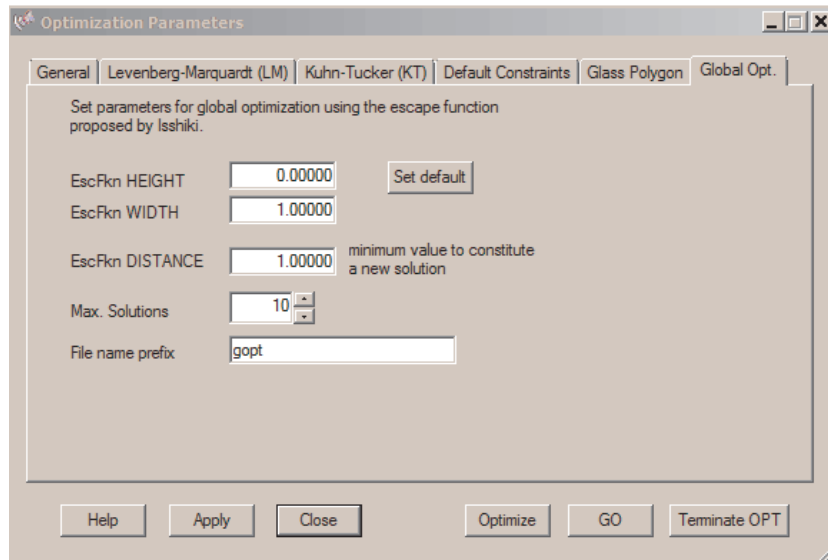 Optimization Parameters
General Levenberg-Marquardt (LM) Kuhn-Tucker (KT) Default Constraints Glass Polygon Global Opt.
Set parameters for global optimization using the escape function
proposed by Isshiki.
EscFkn HEIGHT 0.00000 Set default
EscFkn WIDTH 1.00000
EscFkn DISTANCE 1.00000 minimum value to constitute
a new solution
Max. Solutions 10
File name prefix gopt
Help Apply Close Optimize GO Terminate OPT